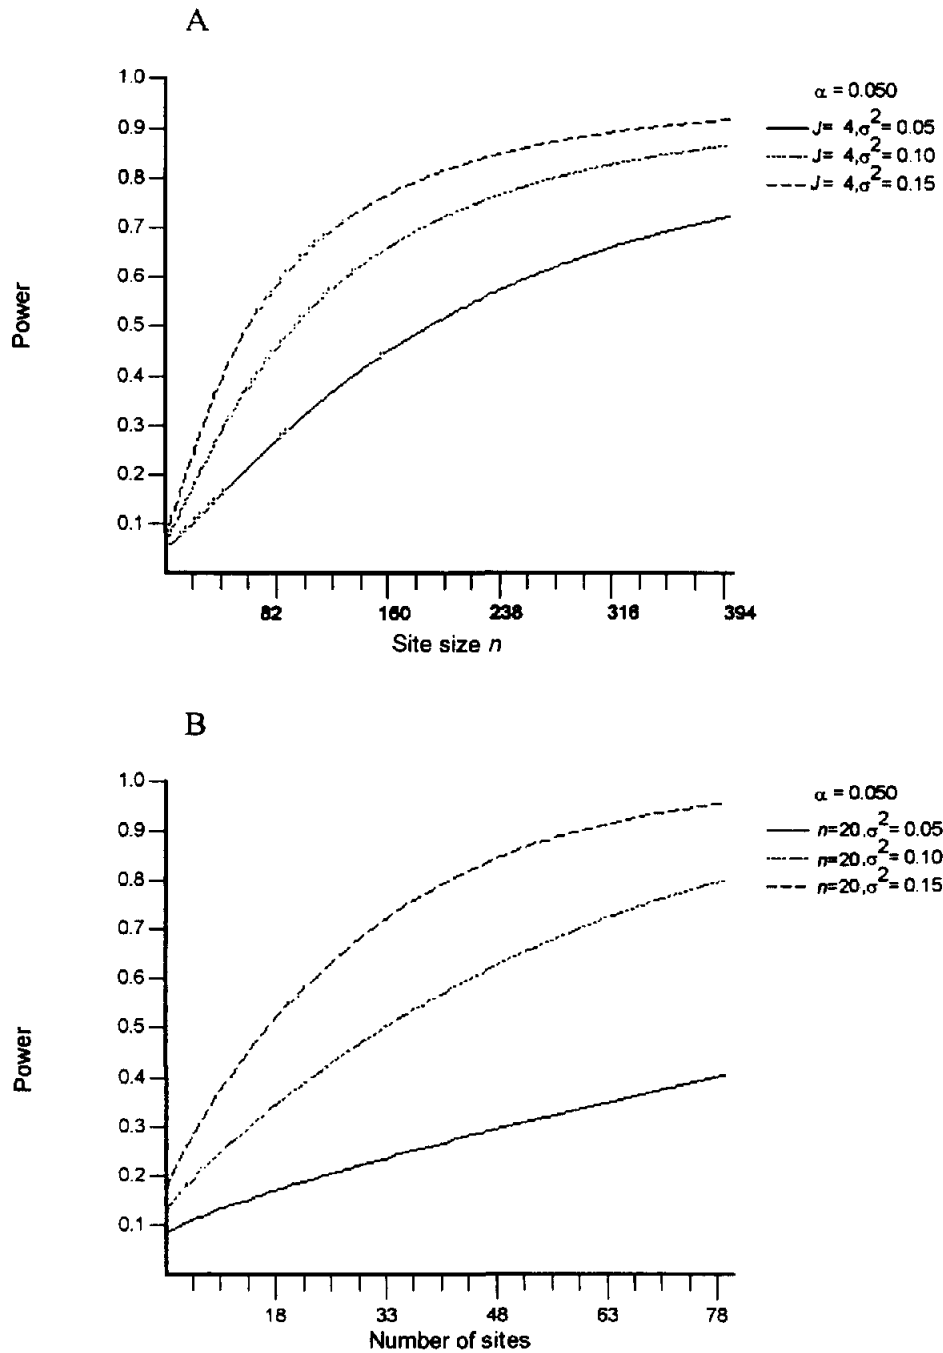 A
1.0
0.9
0.8
0.7
0.6
0.5
0.4
0.3
0.2
0.1
Power
82
160
238
316
394
Site size n
α = 0.050
J= 4,σ²= 0.05
J= 4,σ²= 0.10
J= 4,σ²= 0.15
B
1.0
0.9
0.8
0.7
0.6
0.5
0.4
0.3
0.2
0.1
Power
18
33
48
63
78
Number of sites
α = 0.050
n=20,σ²= 0.05
n=20,σ²= 0.10
n=20,σ²= 0.15